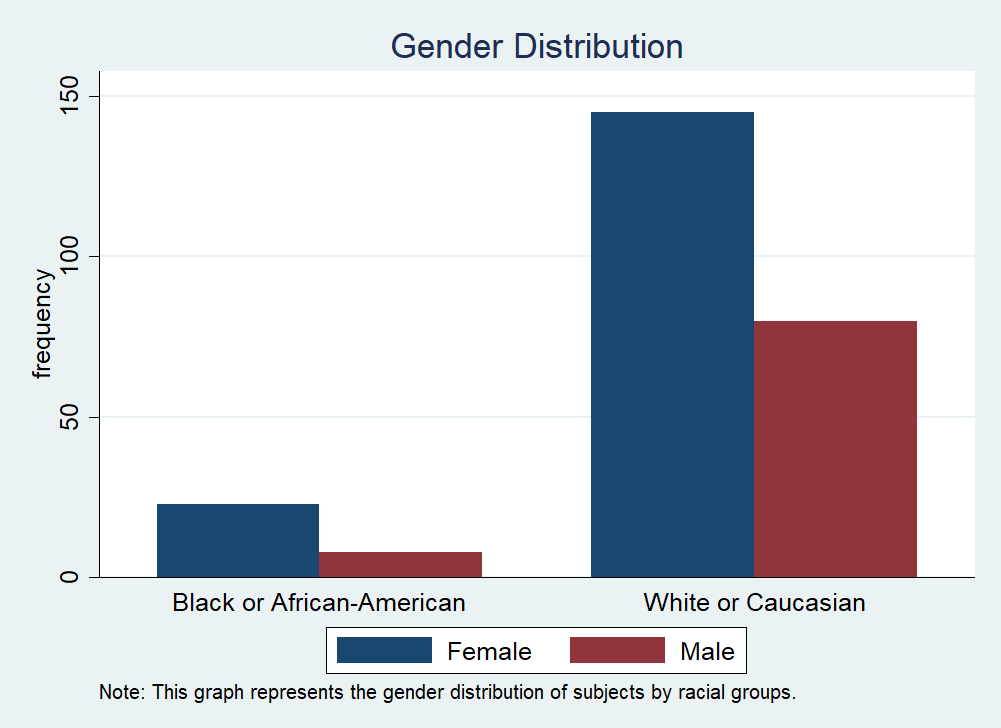 Gender Distribution
150
100
50
0
frequency
Black or African-American
White or Caucasian
Female
Male
Note: This graph represents the gender distribution of subjects by racial groups.